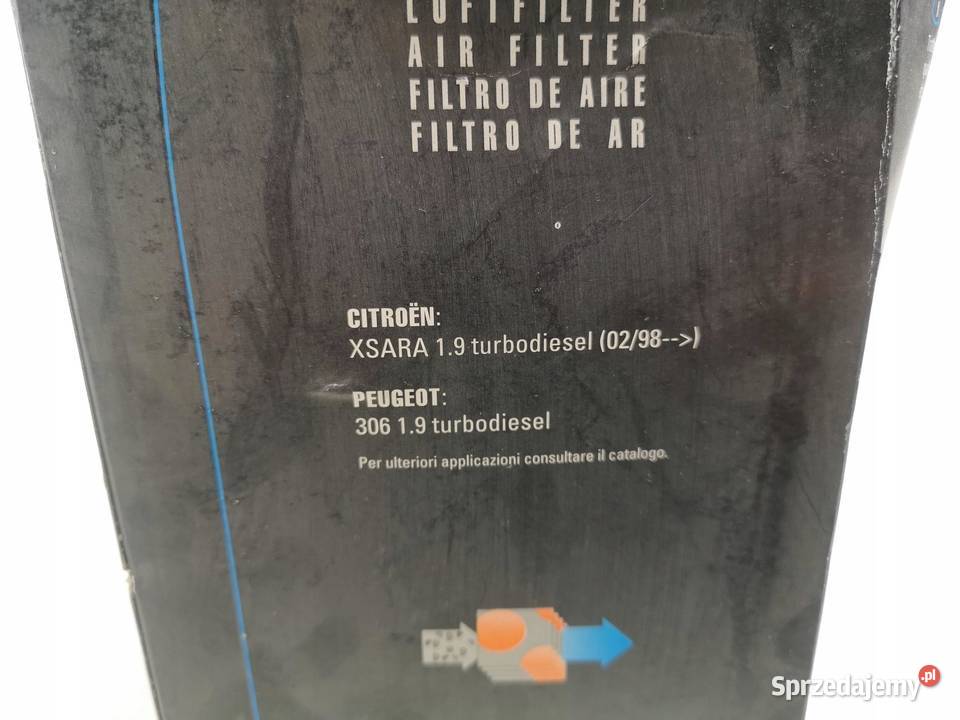 LUFTFILTER
AIR FILTER
FILTRO DE AIRE
FILTRO DE AR
CITROËN:
XSARA 1.9 turbodiesel (02/98-->)
PEUGEOT:
306 1.9 turbodiesel
Per ulteriori applicazioni consultare il catalogo.
Sprzedajemy.pl